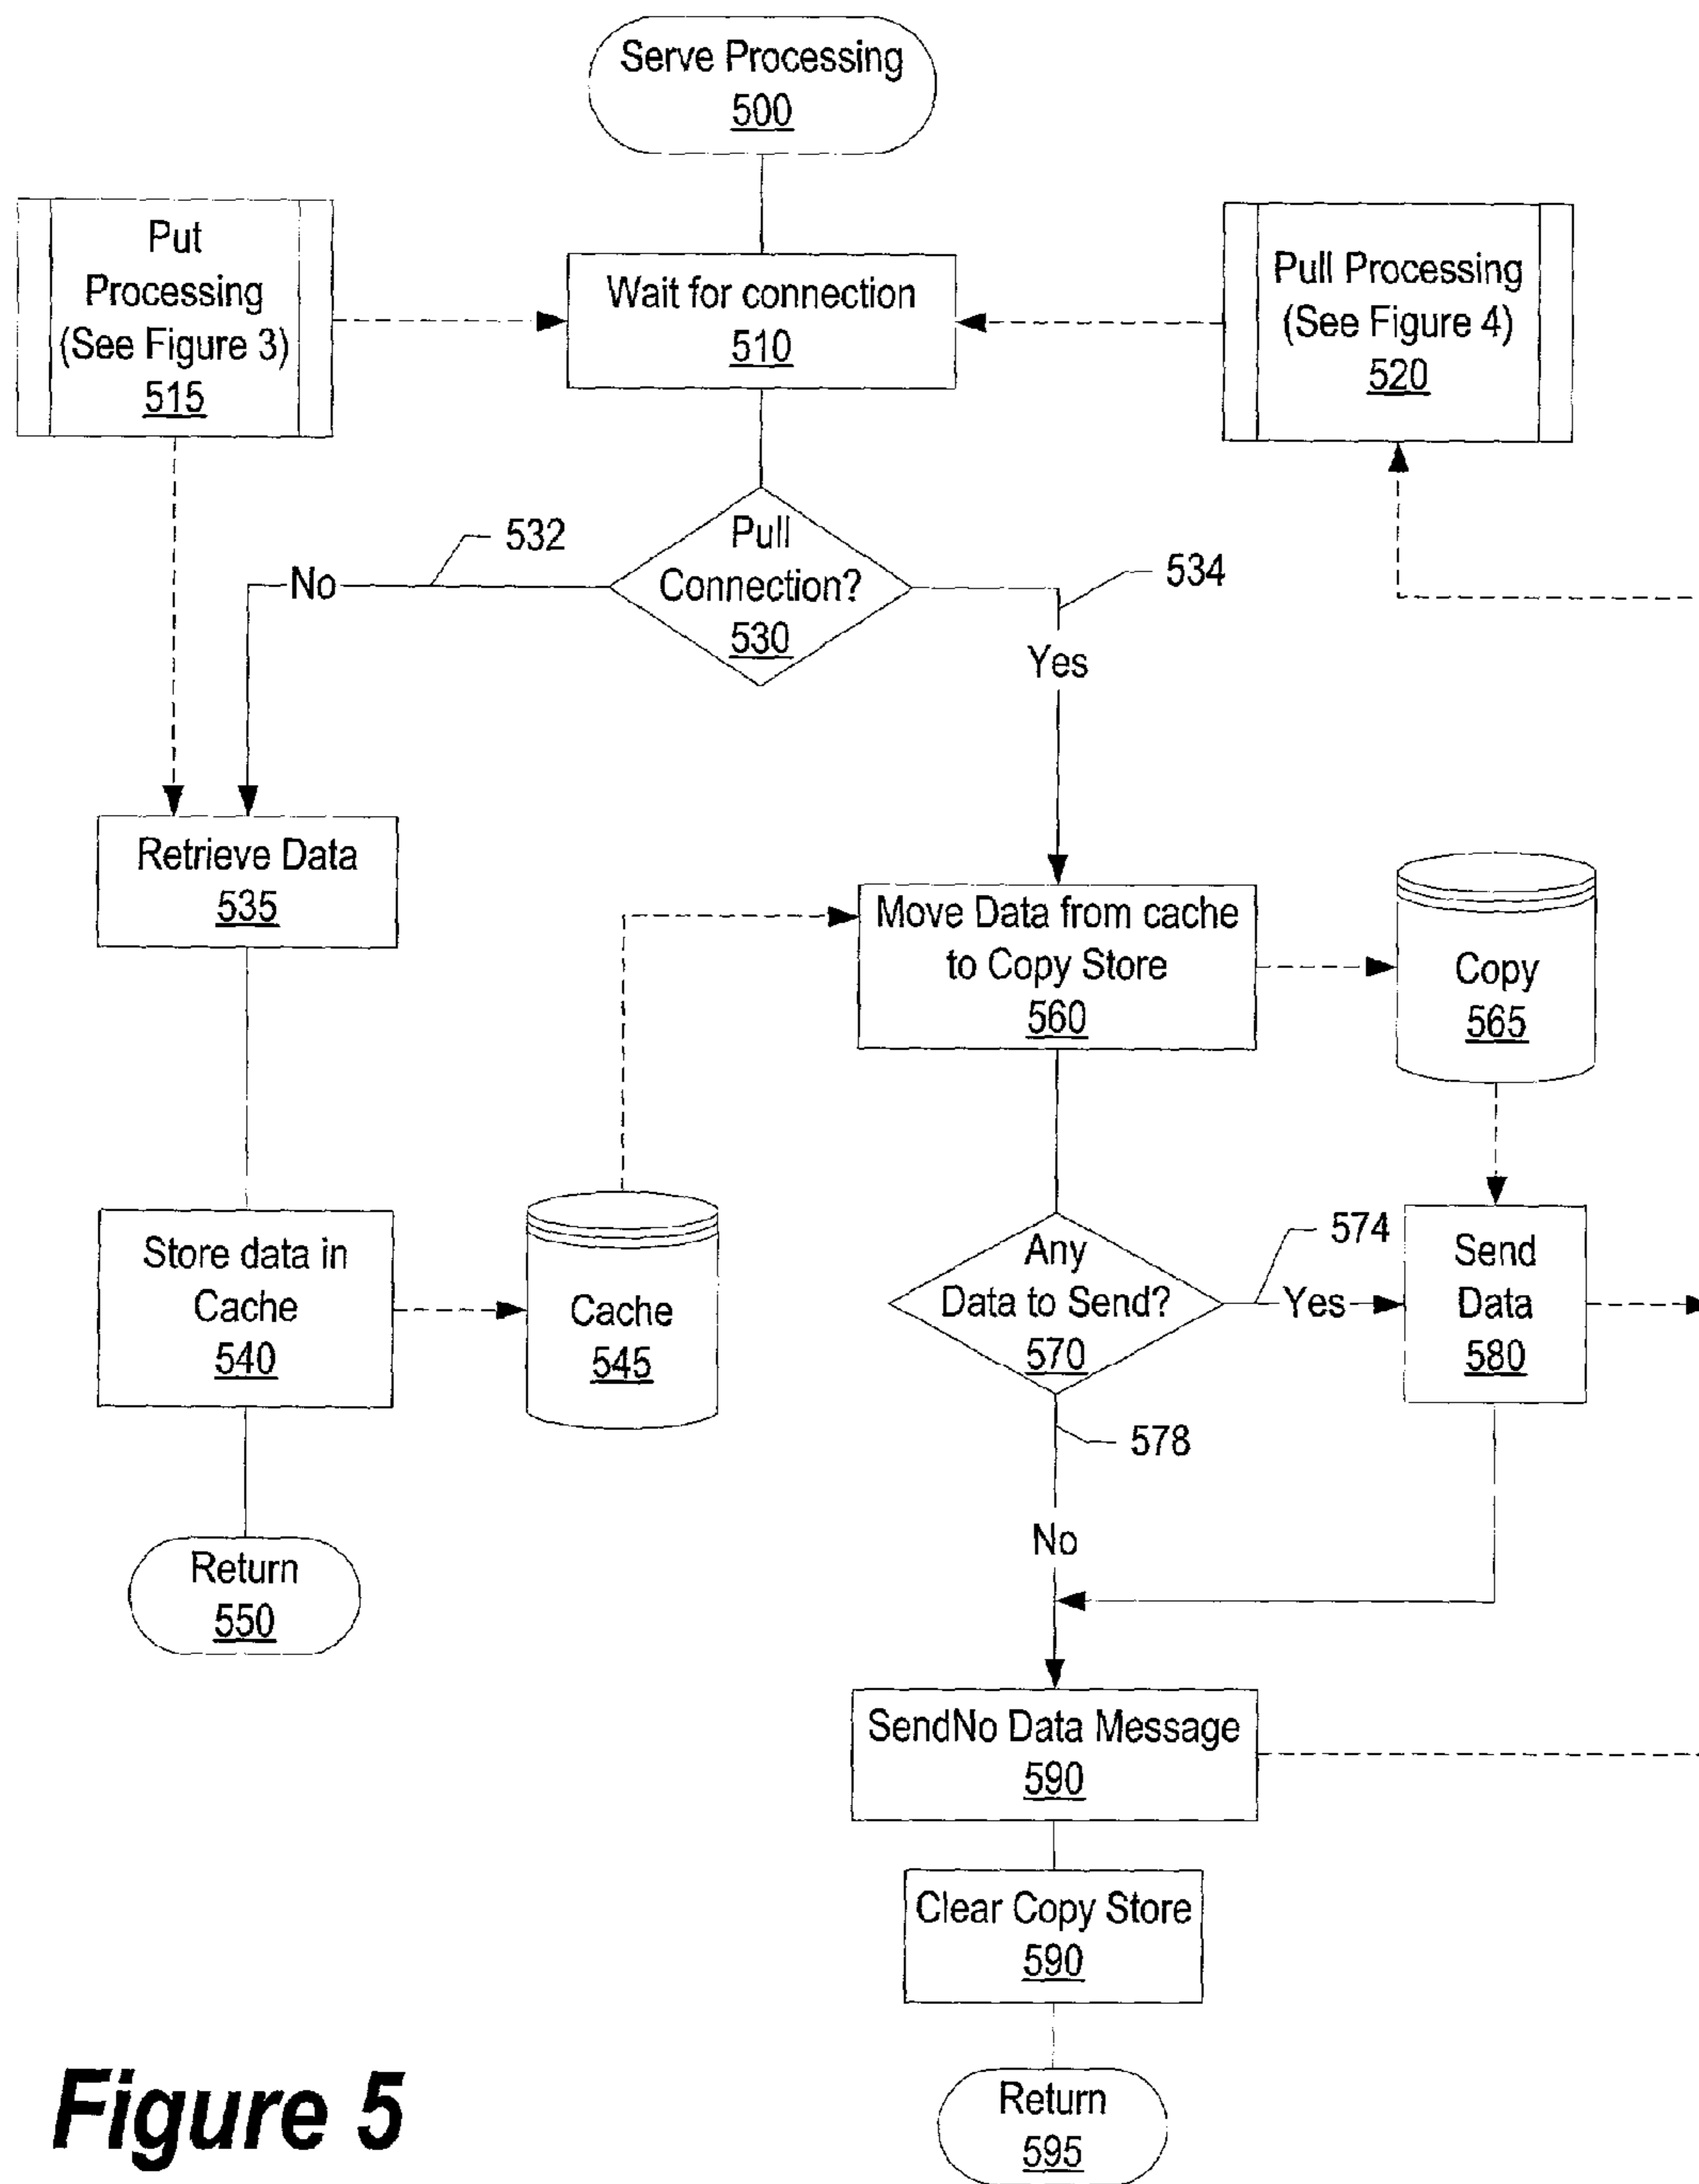 Serve Processing
500
Put
Processing
(See Figure 3)
515
Wait for connection
510
Pull Processing
(See Figure 4)
520
Pull
Connection?
530
532
No
534
Yes
Retrieve Data
535
Move Data from cache
to Copy Store
560
Copy
565
Store data in
Cache
540
Cache
545
Any
Data to Send?
570
574
Yes
Send
Data
580
578
No
Return
550
SendNo Data Message
590
Clear Copy Store
590
Return
595
Figure 5